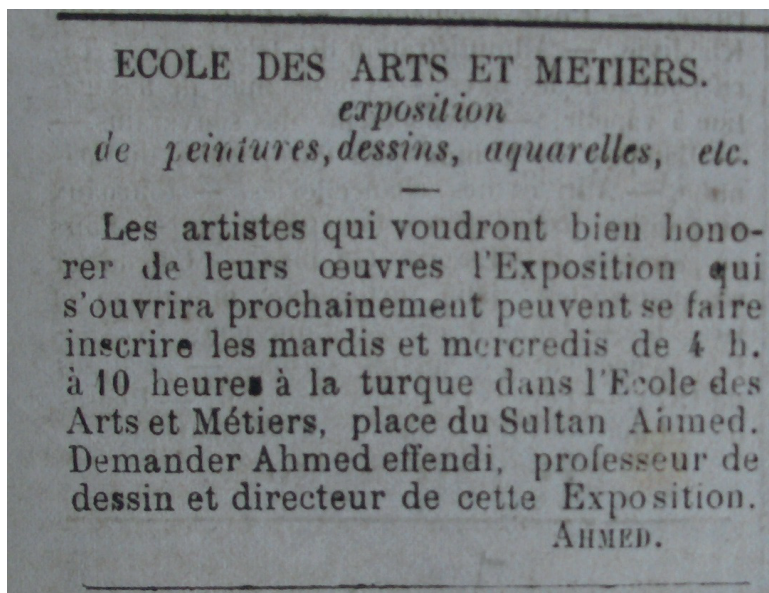 ECOLE DES ARTS ET METIERS.
exposition
de peintures, dessins, aquarelles, etc.
Les artistes qui voudront bien hono-
rer de leurs œuvres l'Exposition qui
s'ouvrira prochainement peuvent se faire
inscrire les mardis et mercredis de 4 h.
à 10 heures à la turque dans l'Ecole des
Arts et Métiers, place du Sultan Ahmed.
Demander Ahmed effendi, professeur de
dessin et directeur de cette Exposition.
AHMED.